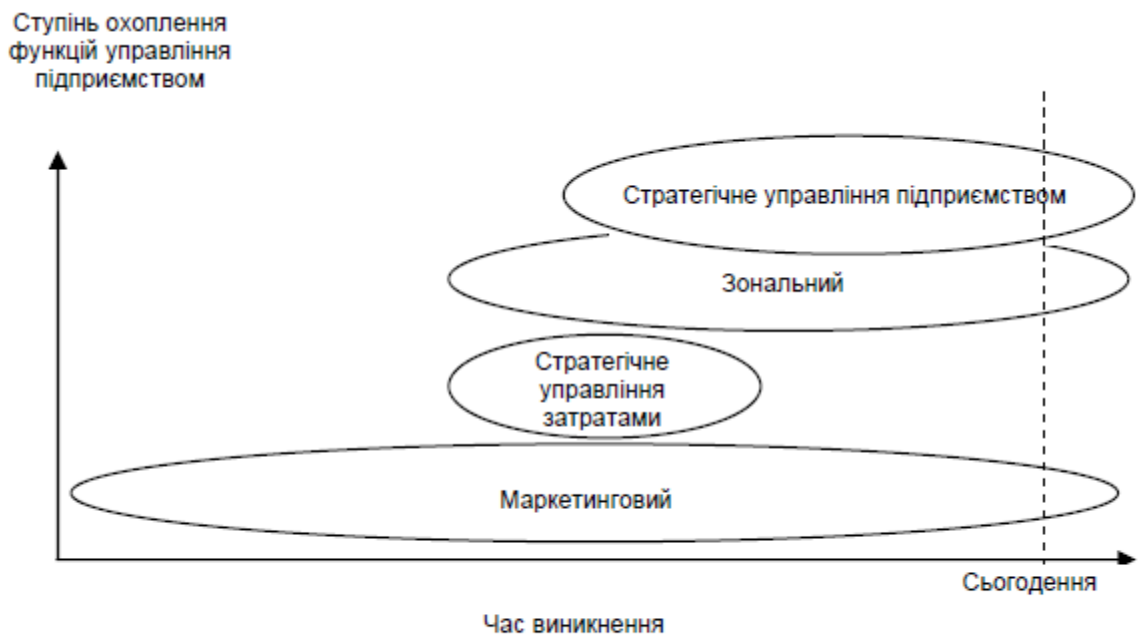 Ступінь охоплення
функцій управління
підприємством
Стратегічне управління підприємством
Зональний
Стратегічне
управління
затратами
Маркетинговий
Сьогодення
Час виникнення